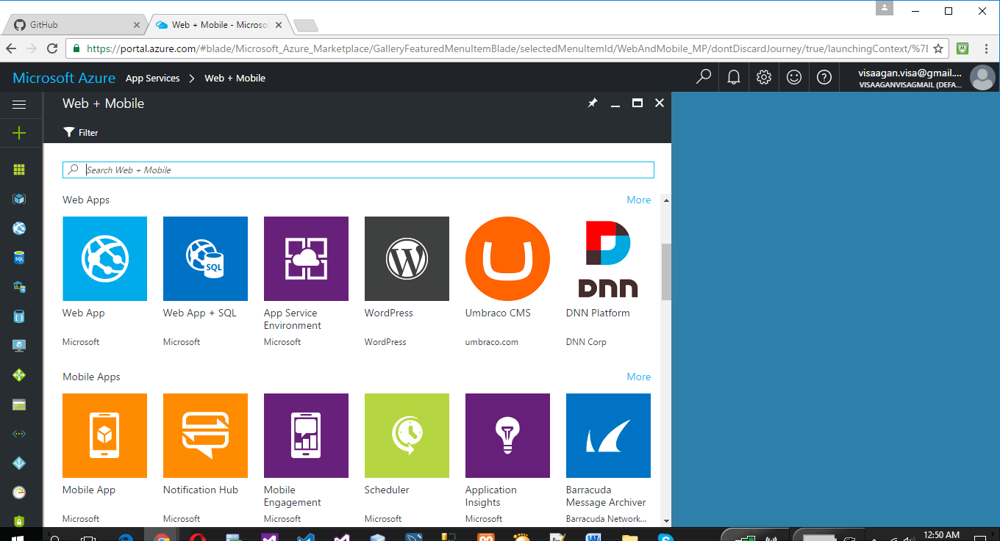 GitHub
Web + Mobile - Microsof
https://portal.azure.com/#blade/Microsoft_Azure_Marketplace/GalleryFeaturedMenuItemBlade/selectedMenuItemId/WebAndMobile_MP/dontDiscardJourney/true/launchingContext/%7B
Microsoft Azure App Services > Web + Mobile
visaagan.visa@gmail....
VISAAGANVISAGMAIL (DEFA...
Web + Mobile
Filter
Search Web + Mobile
Web Apps More
SQL
DNN
Web App Web App + SQL App Service WordPress Umbraco CMS DNN Platform
Environment
Microsoft Microsoft Microsoft WordPress umbraco.com DNN Corp
Mobile Apps More
Mobile App Notification Hub Mobile Scheduler Application Barracuda
Engagement Insights Message Archiver
Microsoft Microsoft Microsoft Microsoft Microsoft Barracuda Network...
SQL
12:50 AM